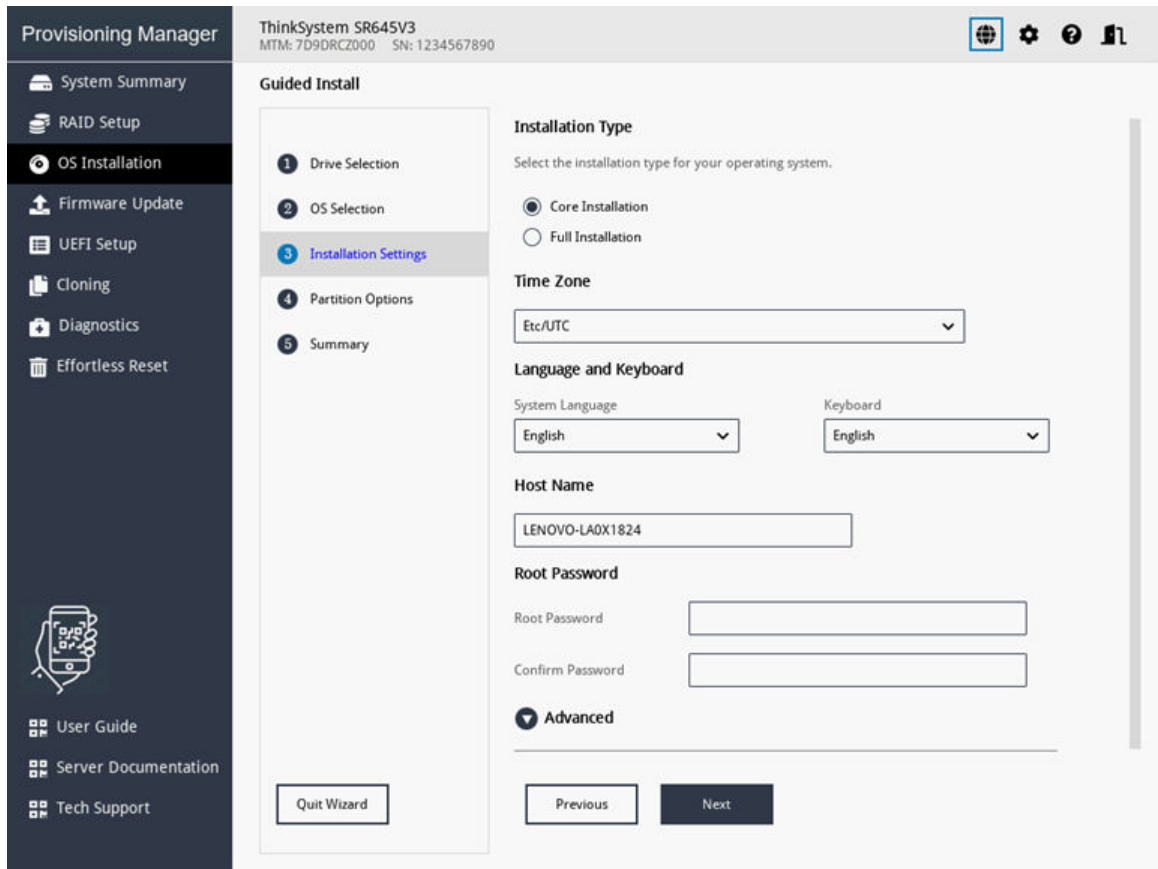 Provisioning Manager
ThinkSystem SR645V3
MTM: 7D9DRCZ000 SN: 1234567890
System Summary
RAID Setup
OS Installation
Firmware Update
UEFI Setup
Cloning
Diagnostics
Effortless Reset
User Guide
Server Documentation
Tech Support
Guided Install
1 Drive Selection
2 OS Selection
3 Installation Settings
4 Partition Options
5 Summary
Quit Wizard
Installation Type
Select the installation type for your operating system.
Core Installation
Full Installation
Time Zone
Etc/UTC
Language and Keyboard
System Language Keyboard
English English
Host Name
LENOVO-LA0X1824
Root Password
Root Password
Confirm Password
Advanced
Previous Next